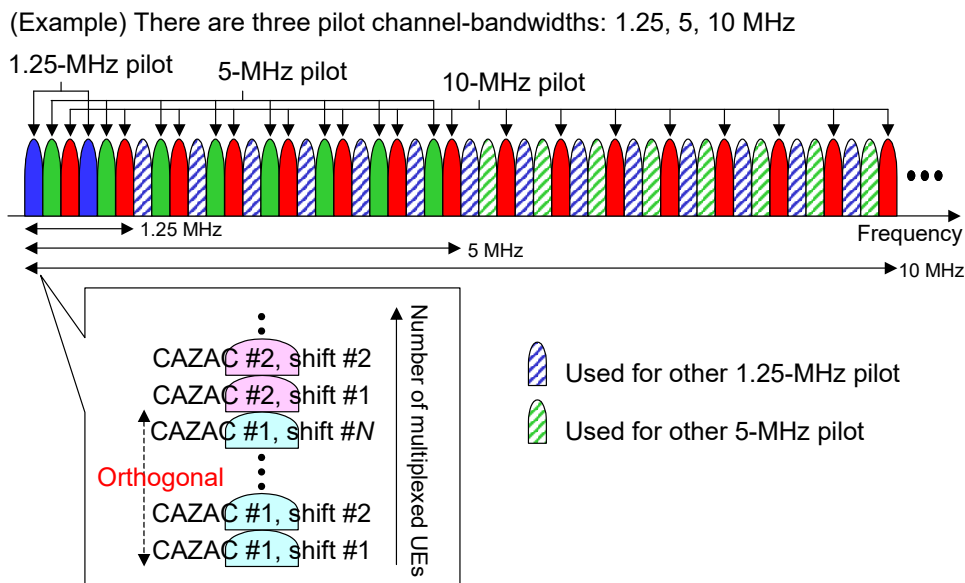 (Example) There are three pilot channel-bandwidths: 1.25, 5, 10 MHz
1.25-MHz pilot
5-MHz pilot
10-MHz pilot
Frequency
1.25 MHz
5 MHz
10 MHz
CAZAC #2, shift #2
CAZAC #2, shift #1
CAZAC #1, shift #N
Orthogonal
CAZAC #1, shift #2
CAZAC #1, shift #1
Number of multiplexed UEs
Used for other 1.25-MHz pilot
Used for other 5-MHz pilot